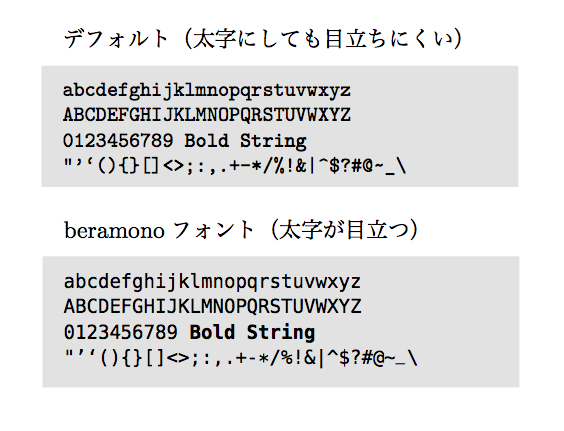 デフォルト（太字にしても目立ちにくい）
abcdefghijklmnopqrstuvwxyz
ABCDEFGHIJKLMNOPQRSTUVWXYZ
0123456789 Bold String
"’‘(){}[]<>;:,.+-*/%!&|^$?#@~_\
beramono フォント（太字が目立つ）
abcdefghijklmnopqrstuvwxyz
ABCDEFGHIJKLMNOPQRSTUVWXYZ
0123456789 Bold String
"’‘(){}[]<>;:,.+-*/%!&|^$?#@~_\